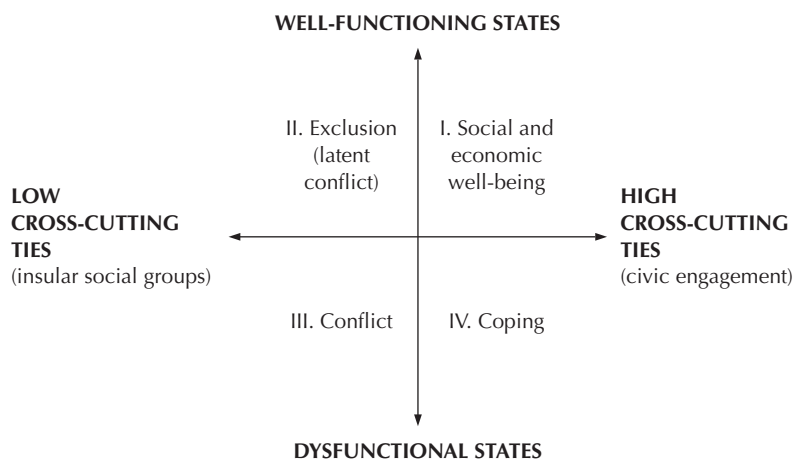 WELL-FUNCTIONING STATES
II. Exclusion
(latent
conflict)
I. Social and
economic
well-being
LOW
CROSS-CUTTING
TIES
(insular social groups)
HIGH
CROSS-CUTTING
TIES
(civic engagement)
III. Conflict
IV. Coping
DYSFUNCTIONAL STATES